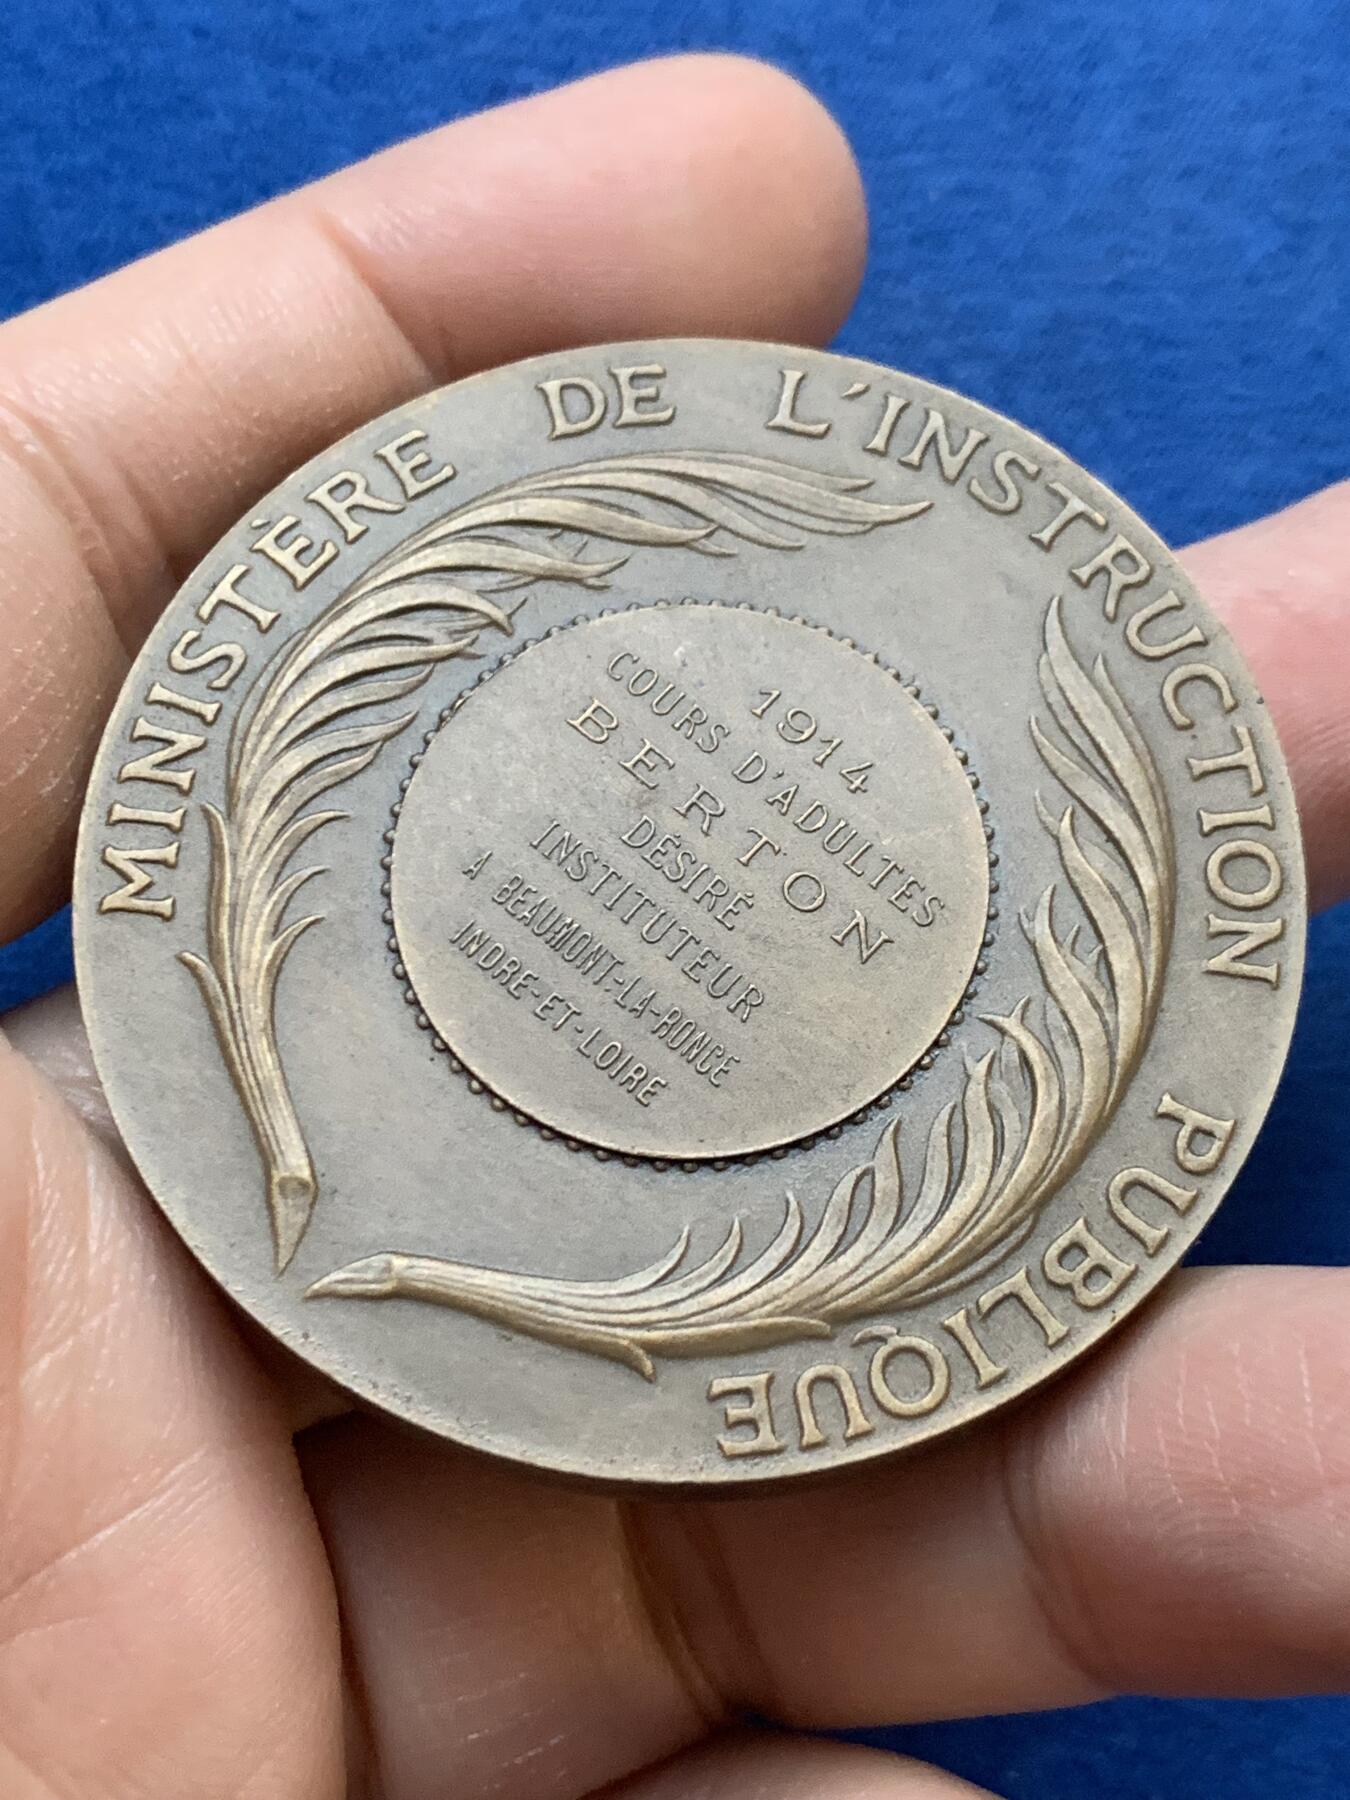 MINISTÈRE DE L'INSTRUCTION PUBLIQUE
1914
COURS D'ADULTES
BERTON
DÉSIRÉ
INSTITUTEUR
A BEAUMONT-LA-RONCE
INDRE-ET-LOIRE